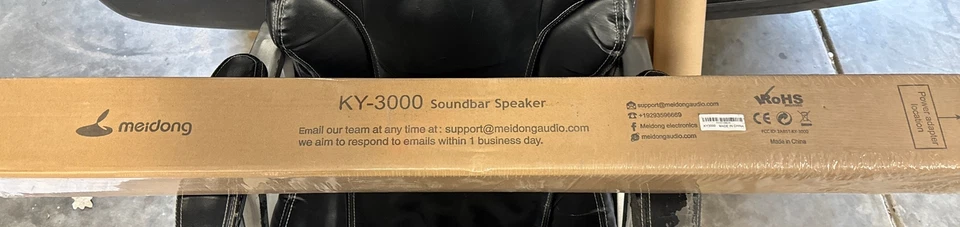 meidong
KY-3000 Soundbar Speaker
Email our team at any time at: support@meidongaudio.com
we aim to respond to emails within 1 business day.
support@meidongaudio.com
Meidong electronics
meidongaudio.com
RoHS
CE
Made in China
Power adapter
location